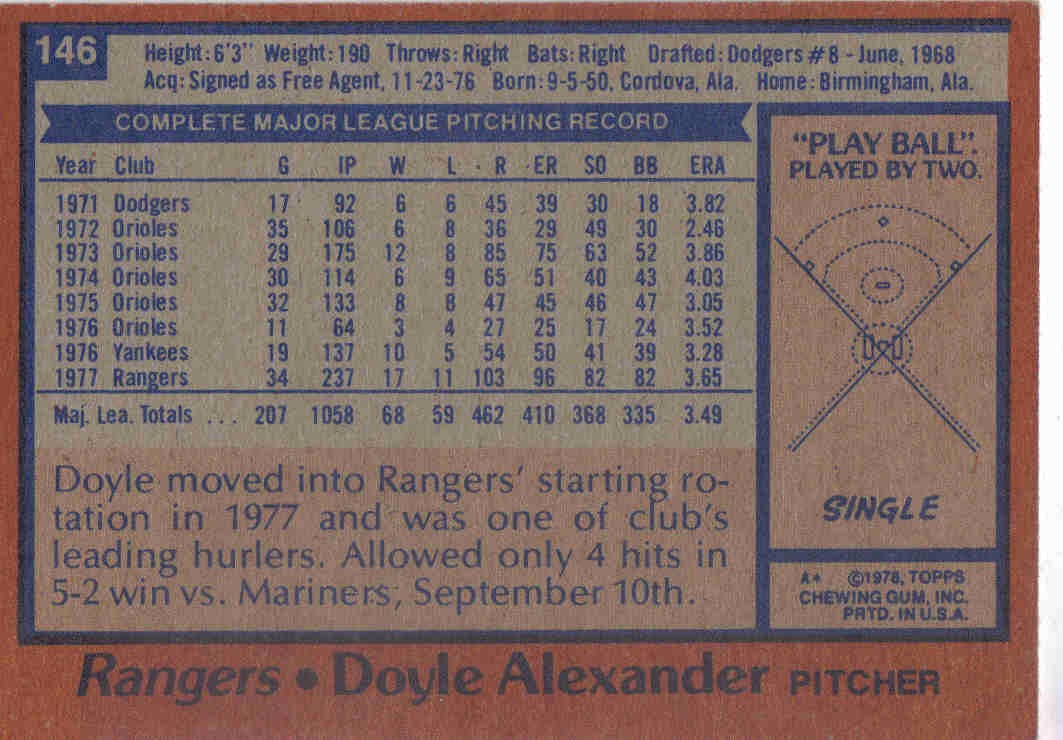 146
Height: 6'3" Weight: 190 Throws: Right Bats: Right Drafted: Dodgers #8 - June, 1968
Acq: Signed as Free Agent, 11-23-76 Born: 9-5-50, Cordova, Ala. Home: Birmingham, Ala.
COMPLETE MAJOR LEAGUE PITCHING RECORD
Year Club G IP W L R ER SO BB ERA
1971 Dodgers 17 92 6 6 45 39 30 18 3.82
1972 Orioles 35 106 6 8 36 29 49 30 2.46
1973 Orioles 29 175 12 8 85 75 63 52 3.86
1974 Orioles 30 114 6 9 65 51 40 43 4.03
1975 Orioles 32 133 8 8 47 45 46 47 3.05
1976 Orioles 11 64 3 4 27 25 17 24 3.52
1976 Yankees 19 137 10 5 54 50 41 39 3.28
1977 Rangers 34 237 17 11 103 96 82 82 3.65
Maj. Lea. Totals ... 207 1058 68 59 462 410 368 335 3.49
Doyle moved into Rangers' starting ro-
tation in 1977 and was one of club's
leading hurlers. Allowed only 4 hits in
5-2 win vs. Mariners, September 10th.
"PLAY BALL".
PLAYED BY TWO.
SINGLE
A* ©1978, TOPPS
CHEWING GUM, INC.
PRTD. IN U.S.A.
Rangers • Doyle Alexander PITCHER